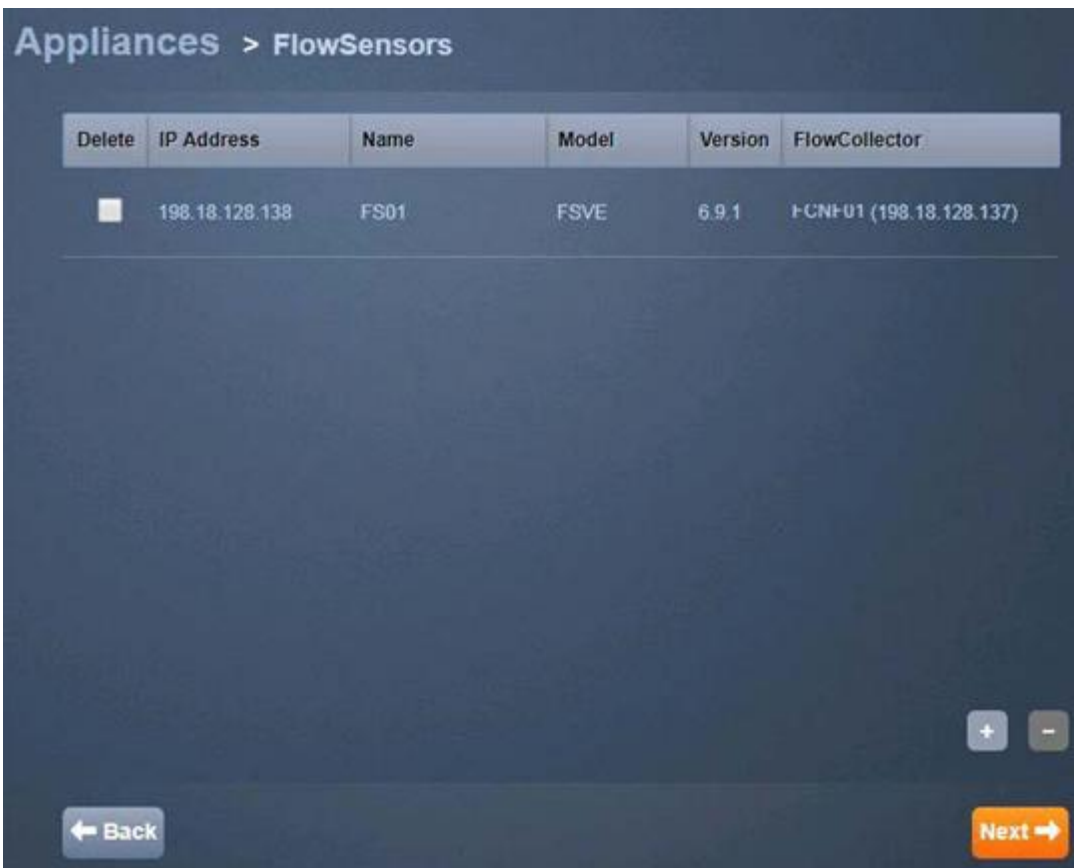 Appliances > FlowSensors
Delete IP Address Name Model Version FlowCollector
198.18.128.138 FS01 FSVE 6.9.1 FCNF01 (198.18.128.137)
+ -
Back Next